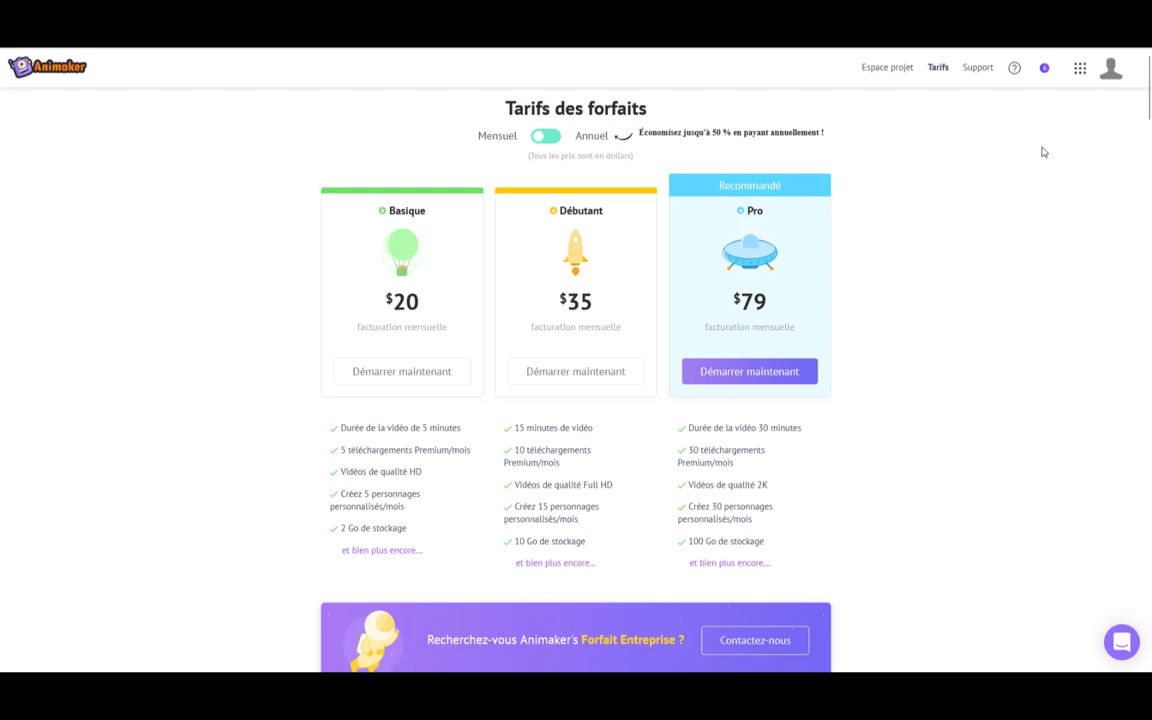 Animaker
Espace projet Tarifs Support ? 6
Tarifs des forfaits
Mensuel Annuel Économisez jusqu'à 50 % en payant annuellement !
(Tous les prix sont en dollars)
Basique
$20
facturation mensuelle
Démarrer maintenant
Durée de la vidéo de 5 minutes
5 téléchargements Premium/mois
Vidéos de qualité HD
Créez 5 personnages
personnalisés/mois
2 Go de stockage
et bien plus encore...
Débutant
$35
facturation mensuelle
Démarrer maintenant
15 minutes de vidéo
10 téléchargements
Premium/mois
Vidéos de qualité Full HD
Créez 15 personnages
personnalisés/mois
10 Go de stockage
et bien plus encore...
Recommandé
Pro
$79
facturation mensuelle
Démarrer maintenant
Durée de la vidéo 30 minutes
30 téléchargements
Premium/mois
Vidéos de qualité 2K
Créez 30 personnages
personnalisés/mois
100 Go de stockage
et bien plus encore...
Recherchez-vous Animaker's Forfait Entreprise ? Contactez-nous